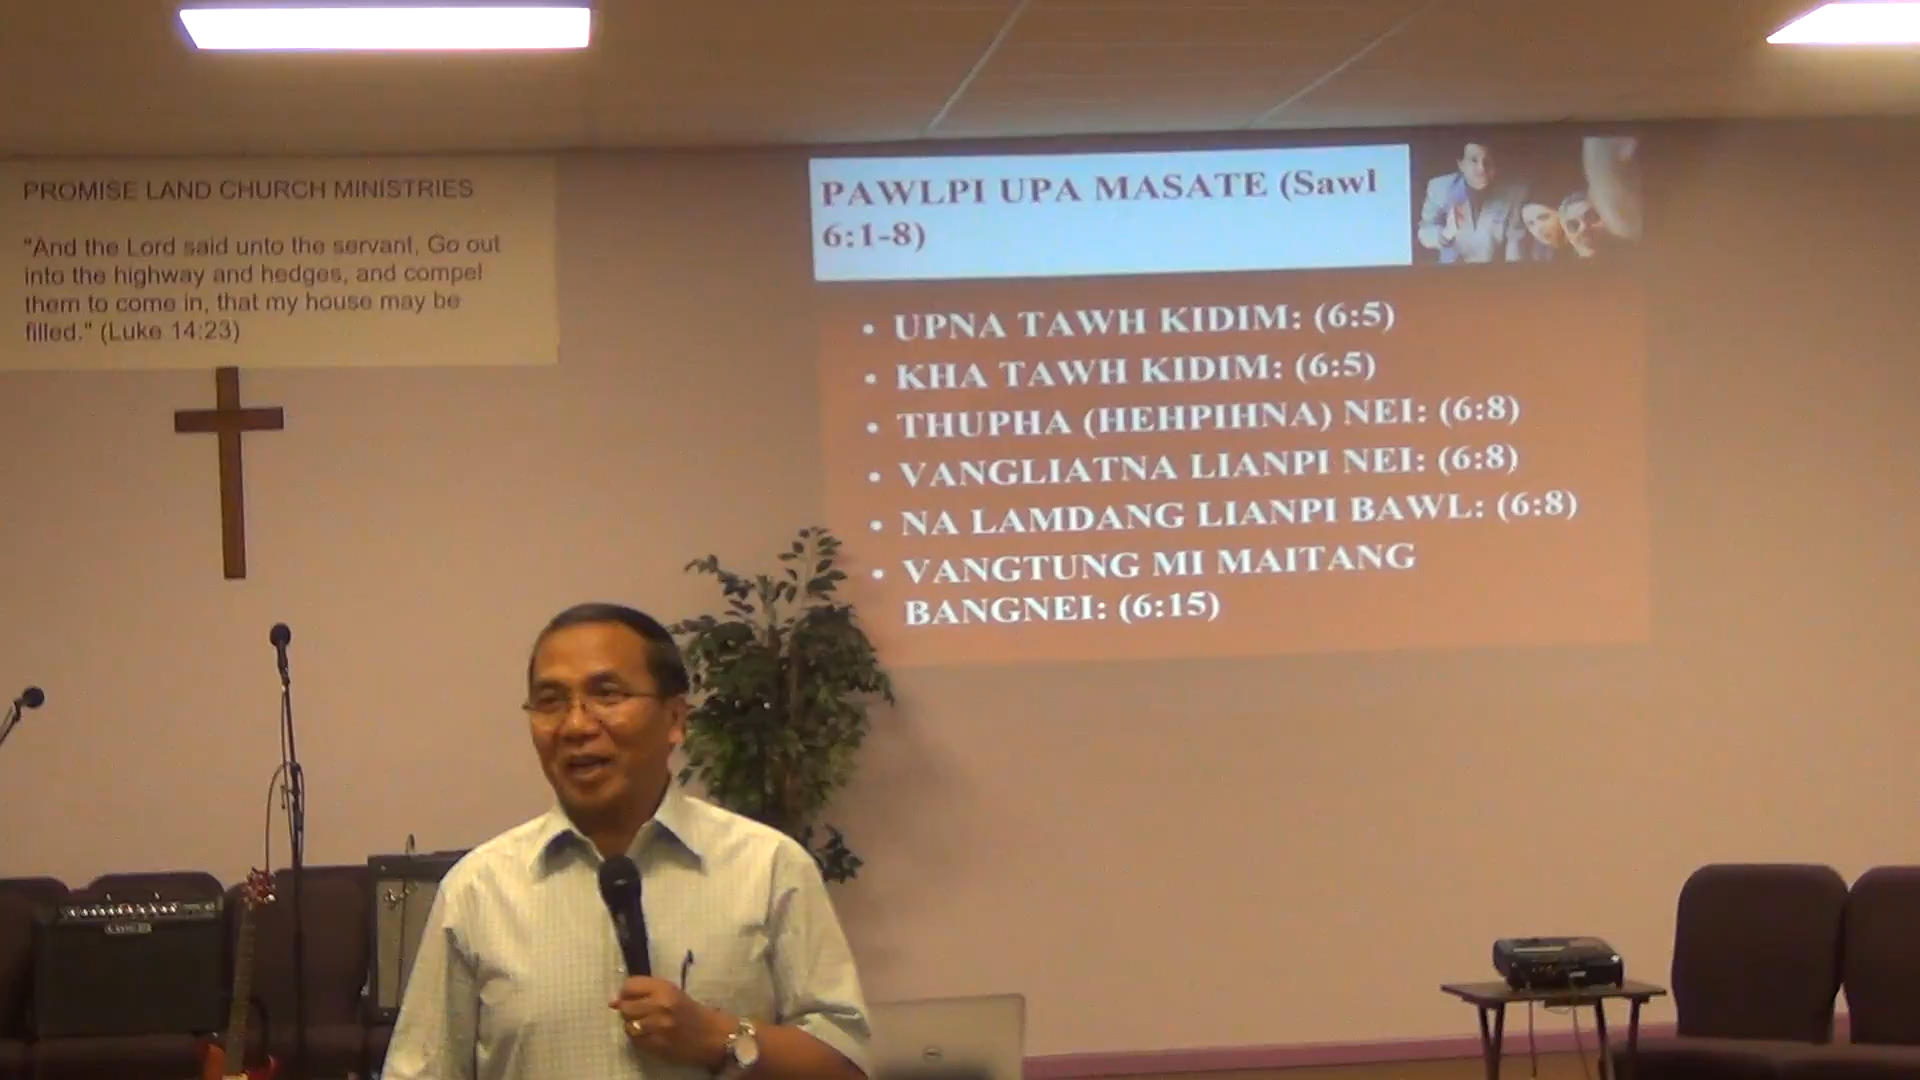 PROMISE LAND CHURCH MINISTRIES
"And the Lord said unto the servant, Go out
into the highway and hedges, and compel
them to come in, that my house may be
filled." (Luke 14:23)
PAWLPI UPA MASATE (Sawl
6:1-8)
• UPNA TAWH KIDIM: (6:5)
• KHA TAWH KIDIM: (6:5)
• THUPHA (HEHPIHNA) NEI: (6:8)
• VANGLIATNA LIANPI NEI: (6:8)
• NA LAMDANG LIANPI BAWL: (6:8)
• VANGTUNG MI MAITANG
BANGNEI: (6:15)